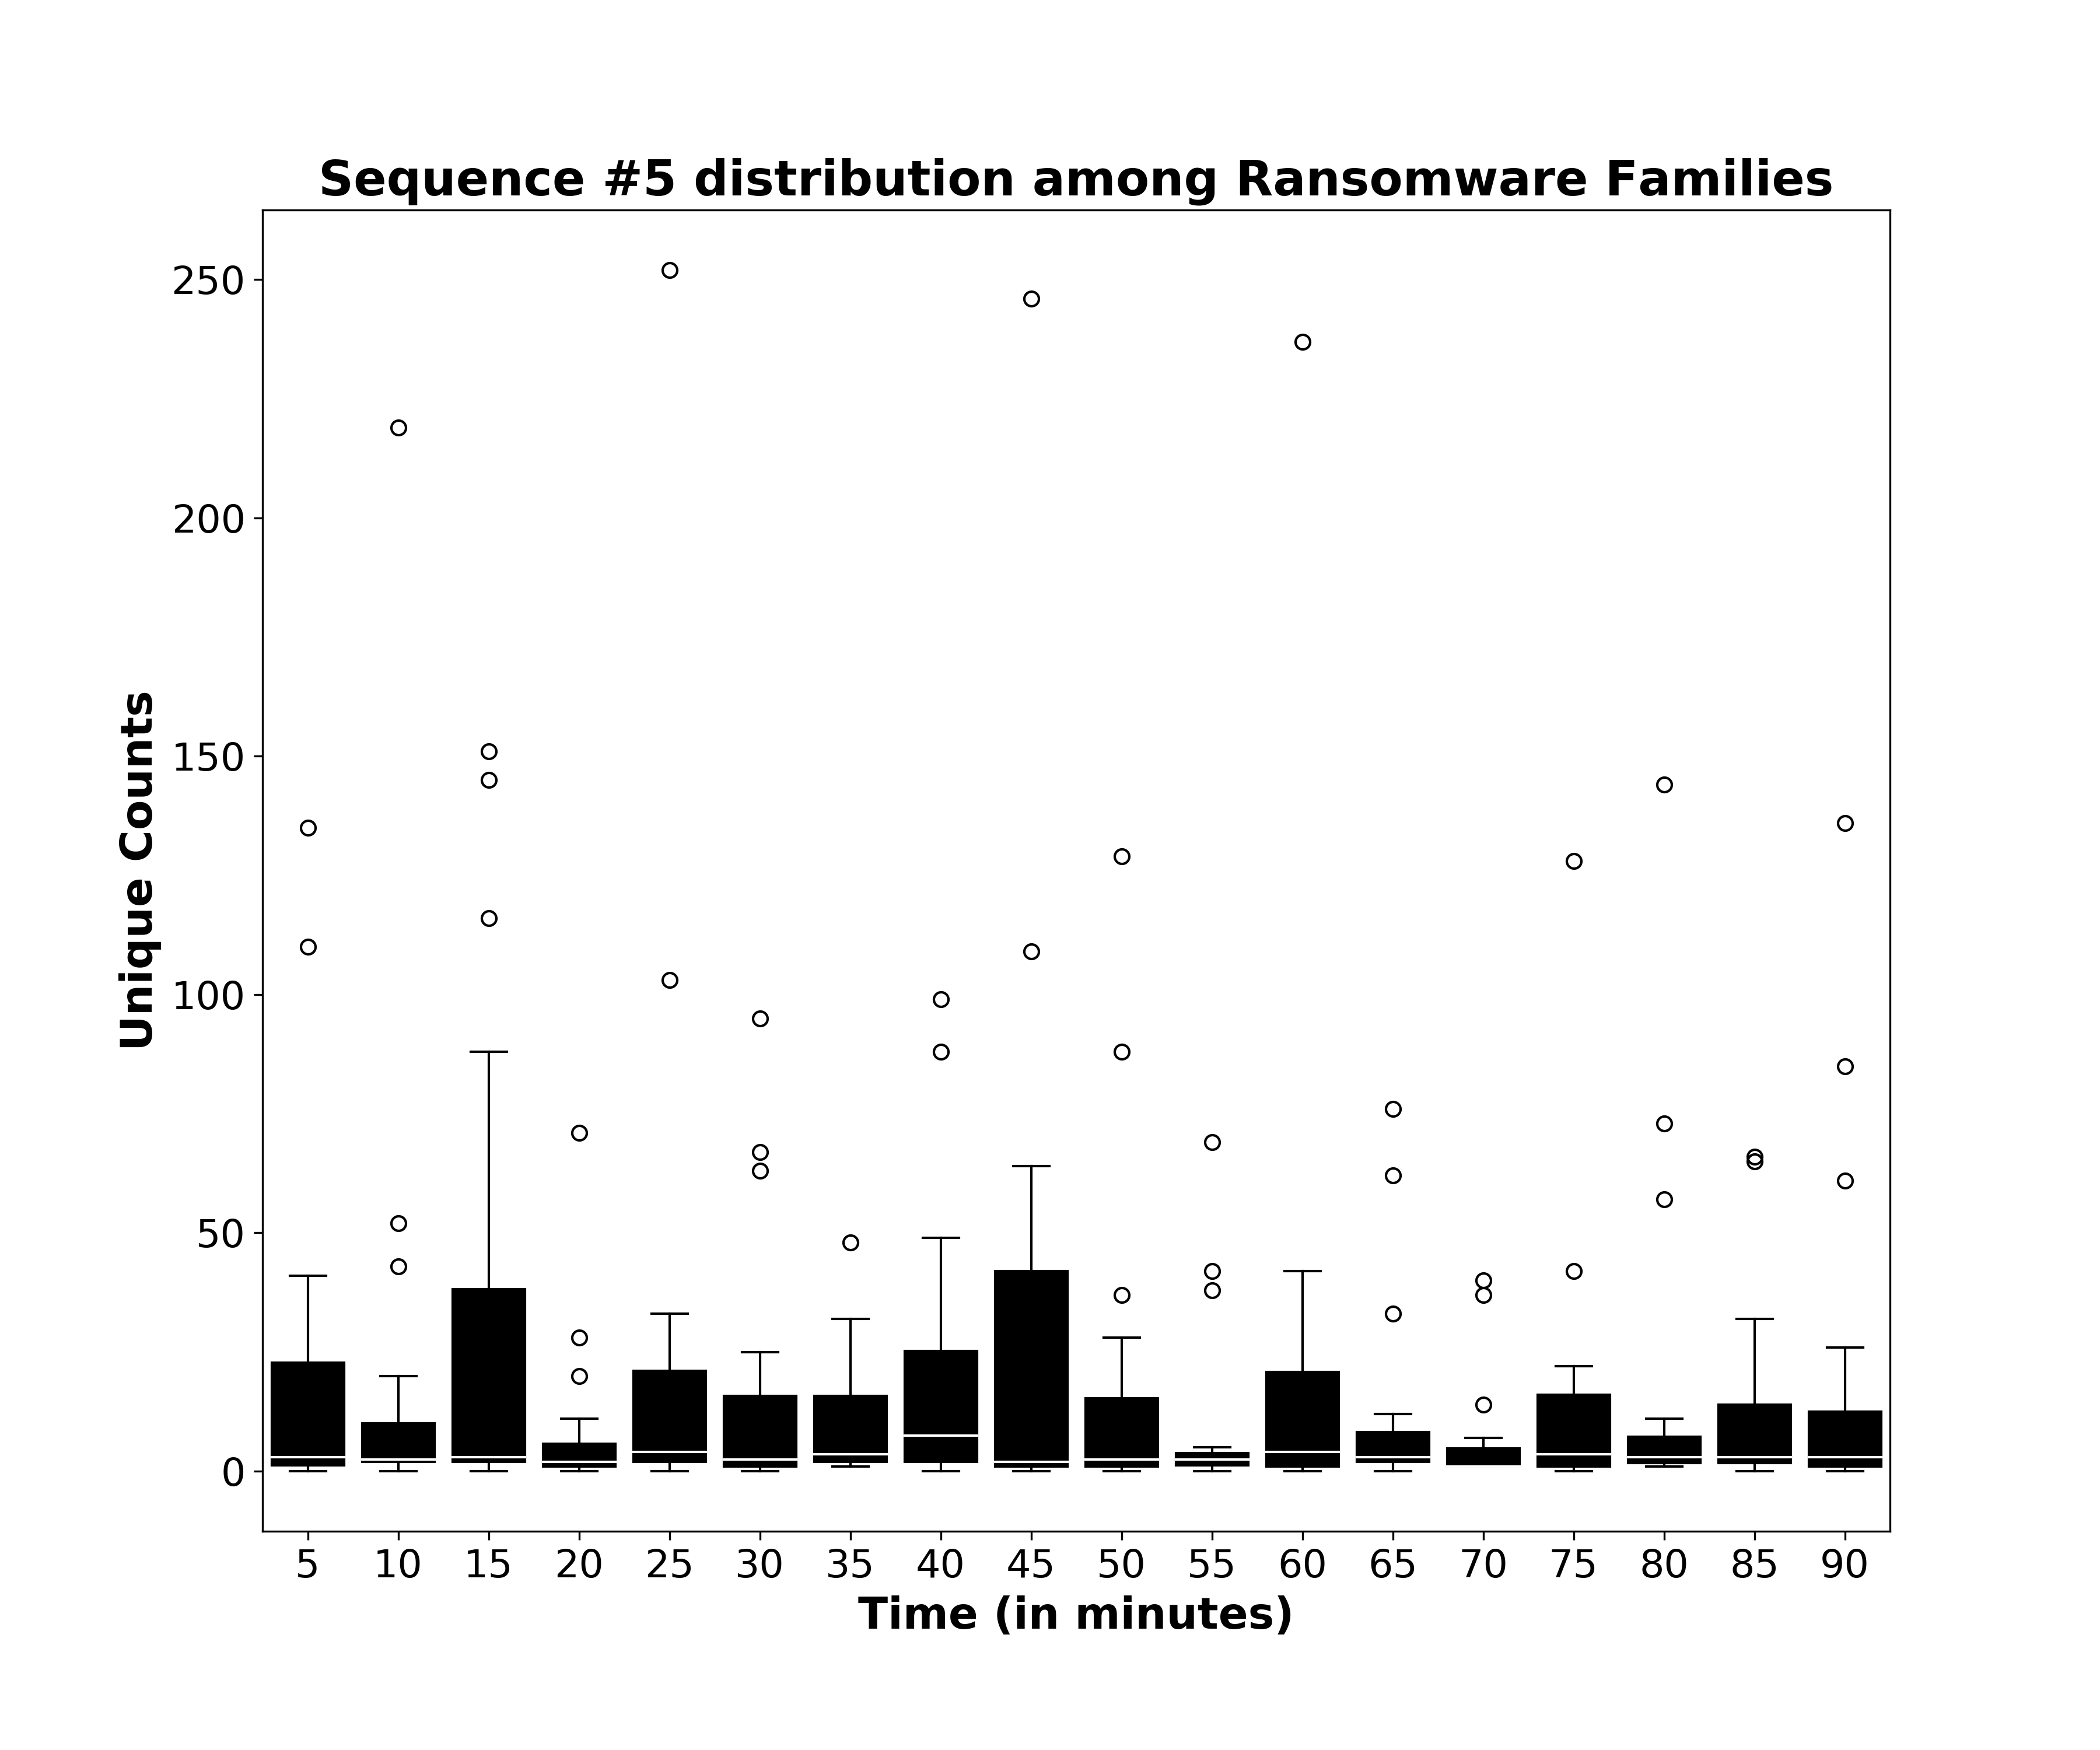 Sequence #5 distribution among Ransomware Families
Unique Counts
250
200
150
100
50
0
5 10 15 20 25 30 35 40 45 50 55 60 65 70 75 80 85 90
Time (in minutes)